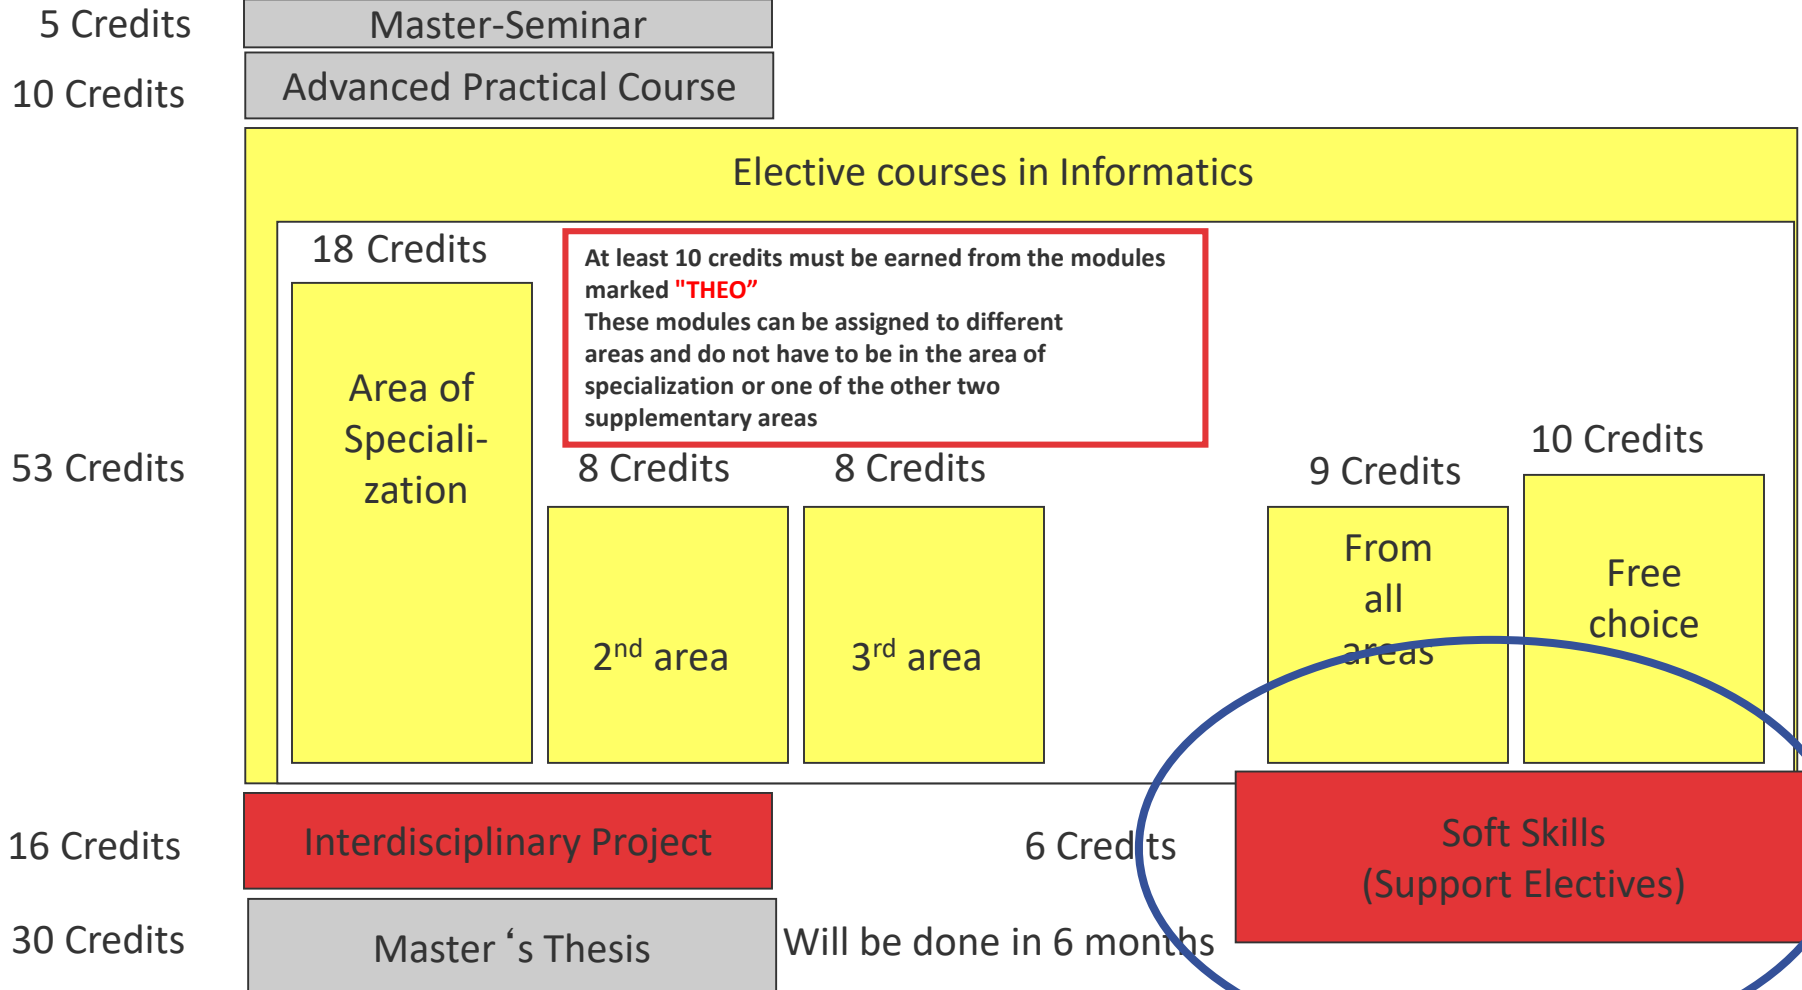 5 Credits
Master-Seminar
10 Credits
Advanced Practical Course
Elective courses in Informatics
53 Credits
18 Credits
Area of
Speciali-
zation
At least 10 credits must be earned from the modules
marked "THEO”
These modules can be assigned to different
areas and do not have to be in the area of
specialization or one of the other two
supplementary areas
8 Credits
2nd area
8 Credits
3rd area
9 Credits
From
all
areas
10 Credits
Free
choice
16 Credits
Interdisciplinary Project
6 Credits
Soft Skills
(Support Electives)
30 Credits
Master‘s Thesis
Will be done in 6 months